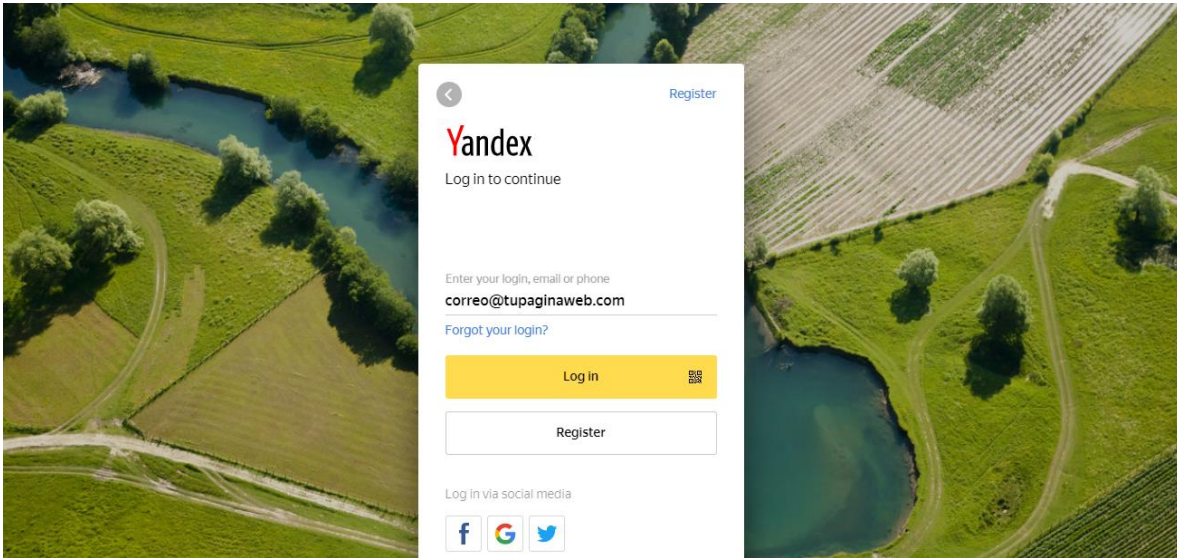 Register
Yandex
Log in to continue
Enter your login, email or phone
correo@tupaginaweb.com
Forgot your login?
Log in
Register
Log in via social media
f G